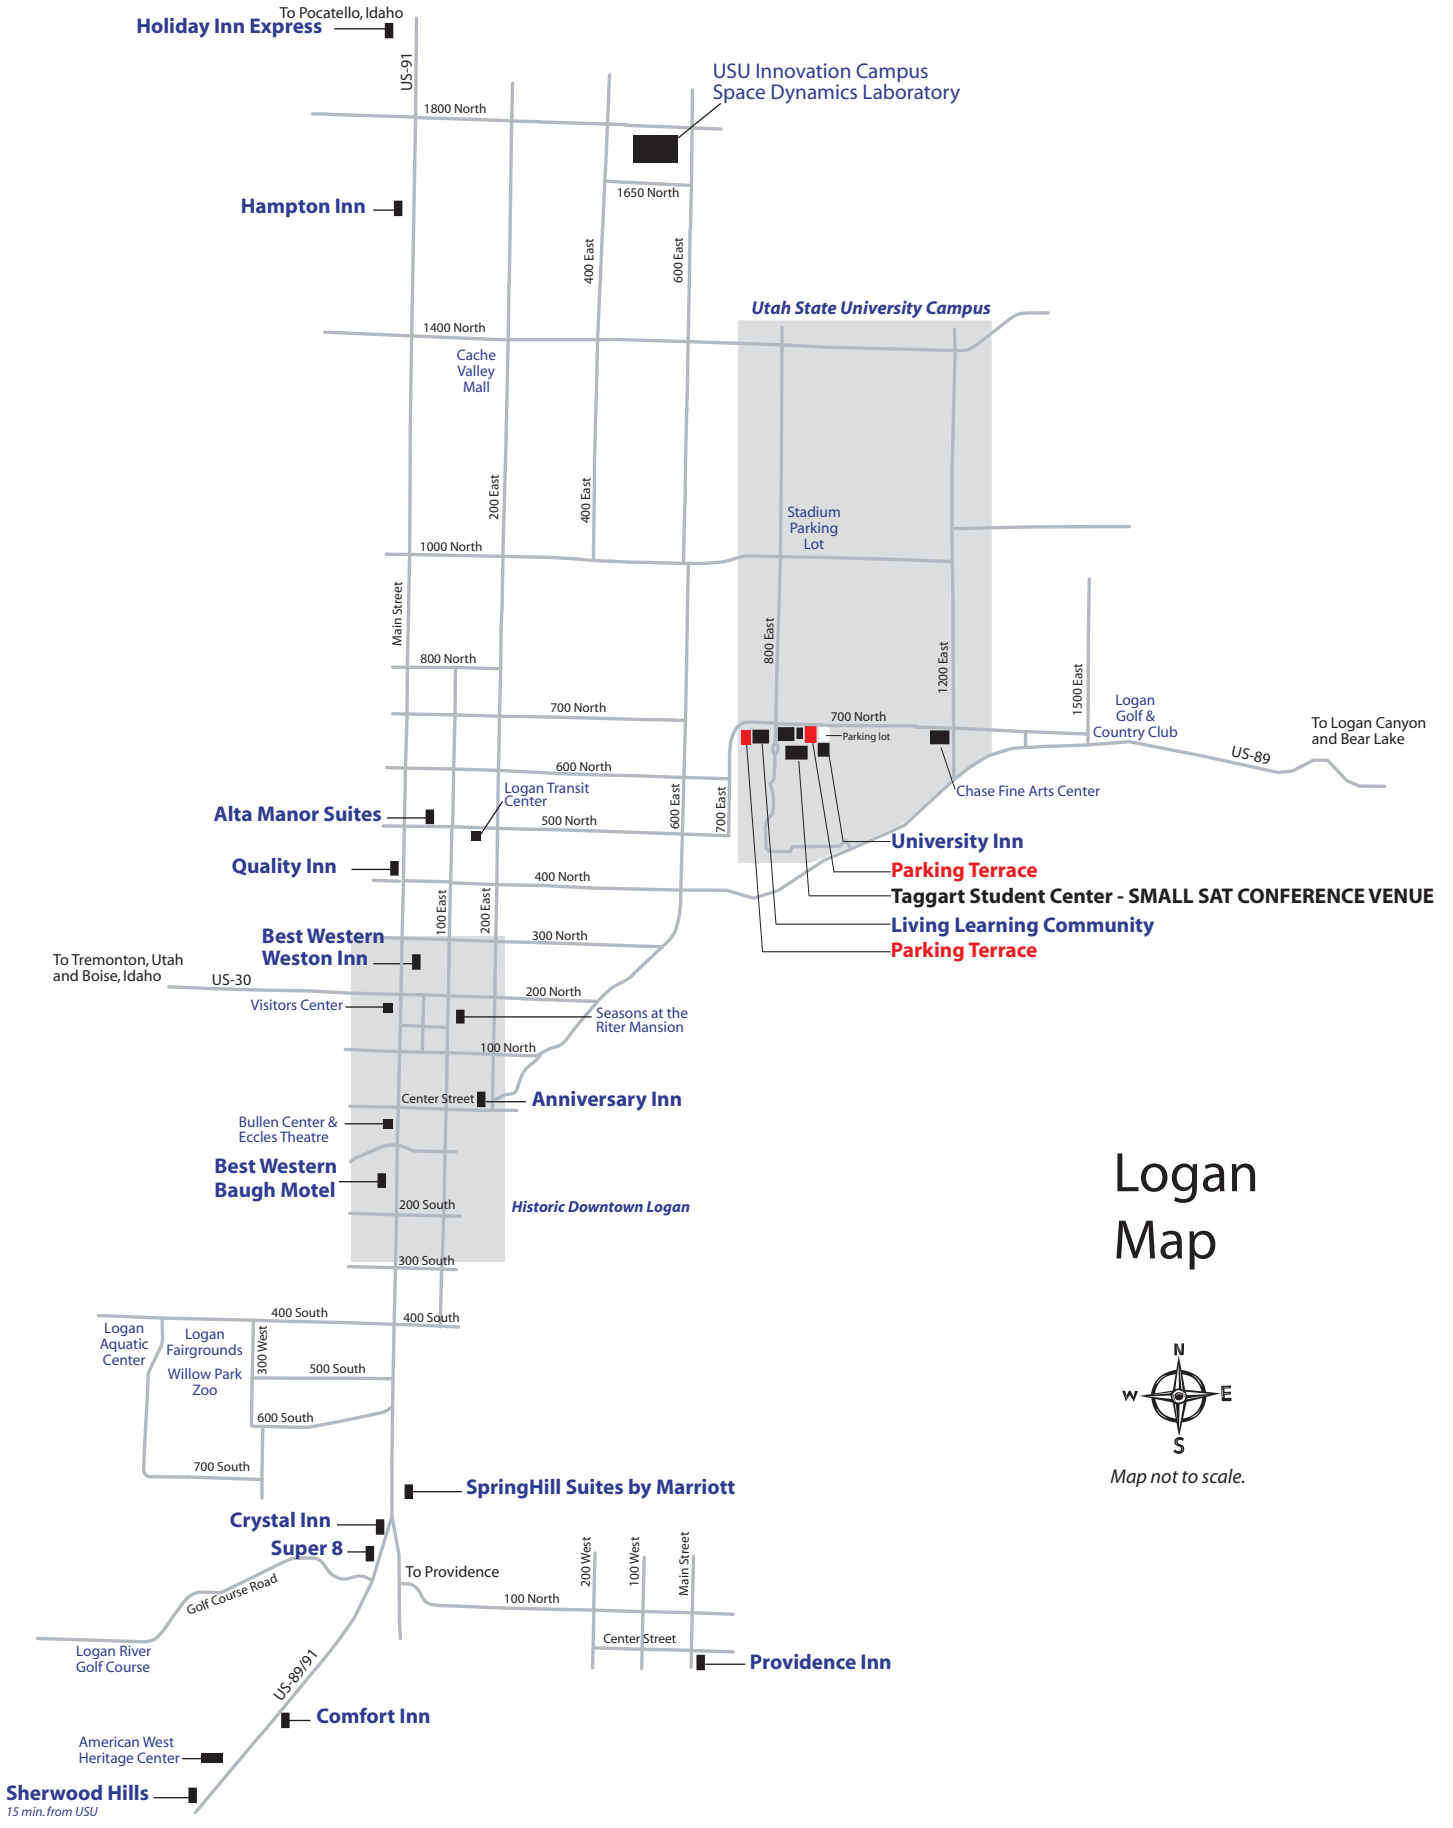 To Pocatello, Idaho
Holiday Inn Express
US-91
USU Innovation Campus
Space Dynamics Laboratory
1800 North
1650 North
Hampton Inn
400 East
600 East
Utah State University Campus
1400 North
Cache
Valley
Mall
200 East
400 East
Stadium
Parking
Lot
1000 North
Main Street
800 East
1200 East
1500 East
800 North
700 North
700 North
Parking lot
Logan
Golf &
Country Club
To Logan Canyon
and Bear Lake
US-89
600 North
Logan Transit
Center
600 East
700 East
Chase Fine Arts Center
Alta Manor Suites
500 North
University Inn
Quality Inn
Parking Terrace
400 North
Taggart Student Center - SMALL SAT CONFERENCE VENUE
100 East
200 East
Living Learning Community
Parking Terrace
Best Western
Weston Inn
300 North
To Tremonton, Utah
and Boise, Idaho
US-30
200 North
Visitors Center
Seasons at the
Riter Mansion
100 North
Center Street
Anniversary Inn
Bullen Center &
Eccles Theatre
Best Western
Baugh Motel
200 South
Historic Downtown Logan
Logan
Map
300 South
400 South
400 South
Logan
Aquatic
Center
Logan
Fairgrounds
Willow Park
Zoo
300 West
500 South
600 South
700 South
N
W
E
S
Map not to scale.
SpringHill Suites by Marriott
Crystal Inn
Super 8
To Providence
200 West
100 West
Main Street
Golf Course Road
100 North
Center Street
Logan River
Golf Course
Providence Inn
US-89/91
Comfort Inn
American West
Heritage Center
Sherwood Hills
15 min. from USU